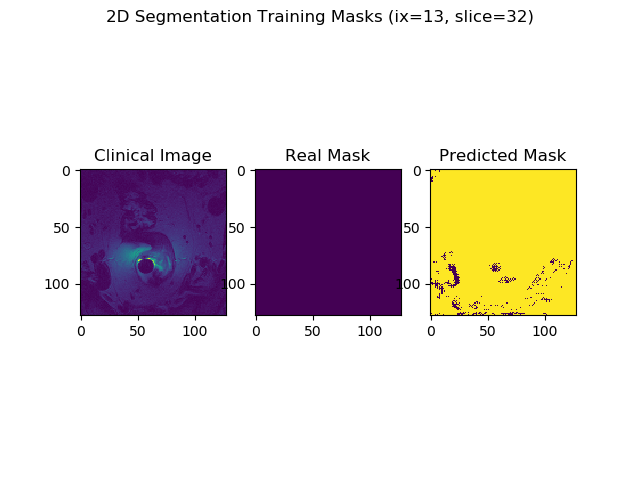 2D Segmentation Training Masks (ix=13, slice=32)
Clinical Image Real Mask Predicted Mask
0 0 0
50 50 50
100 100 100
0 50 100 0 50 100 0 50 100